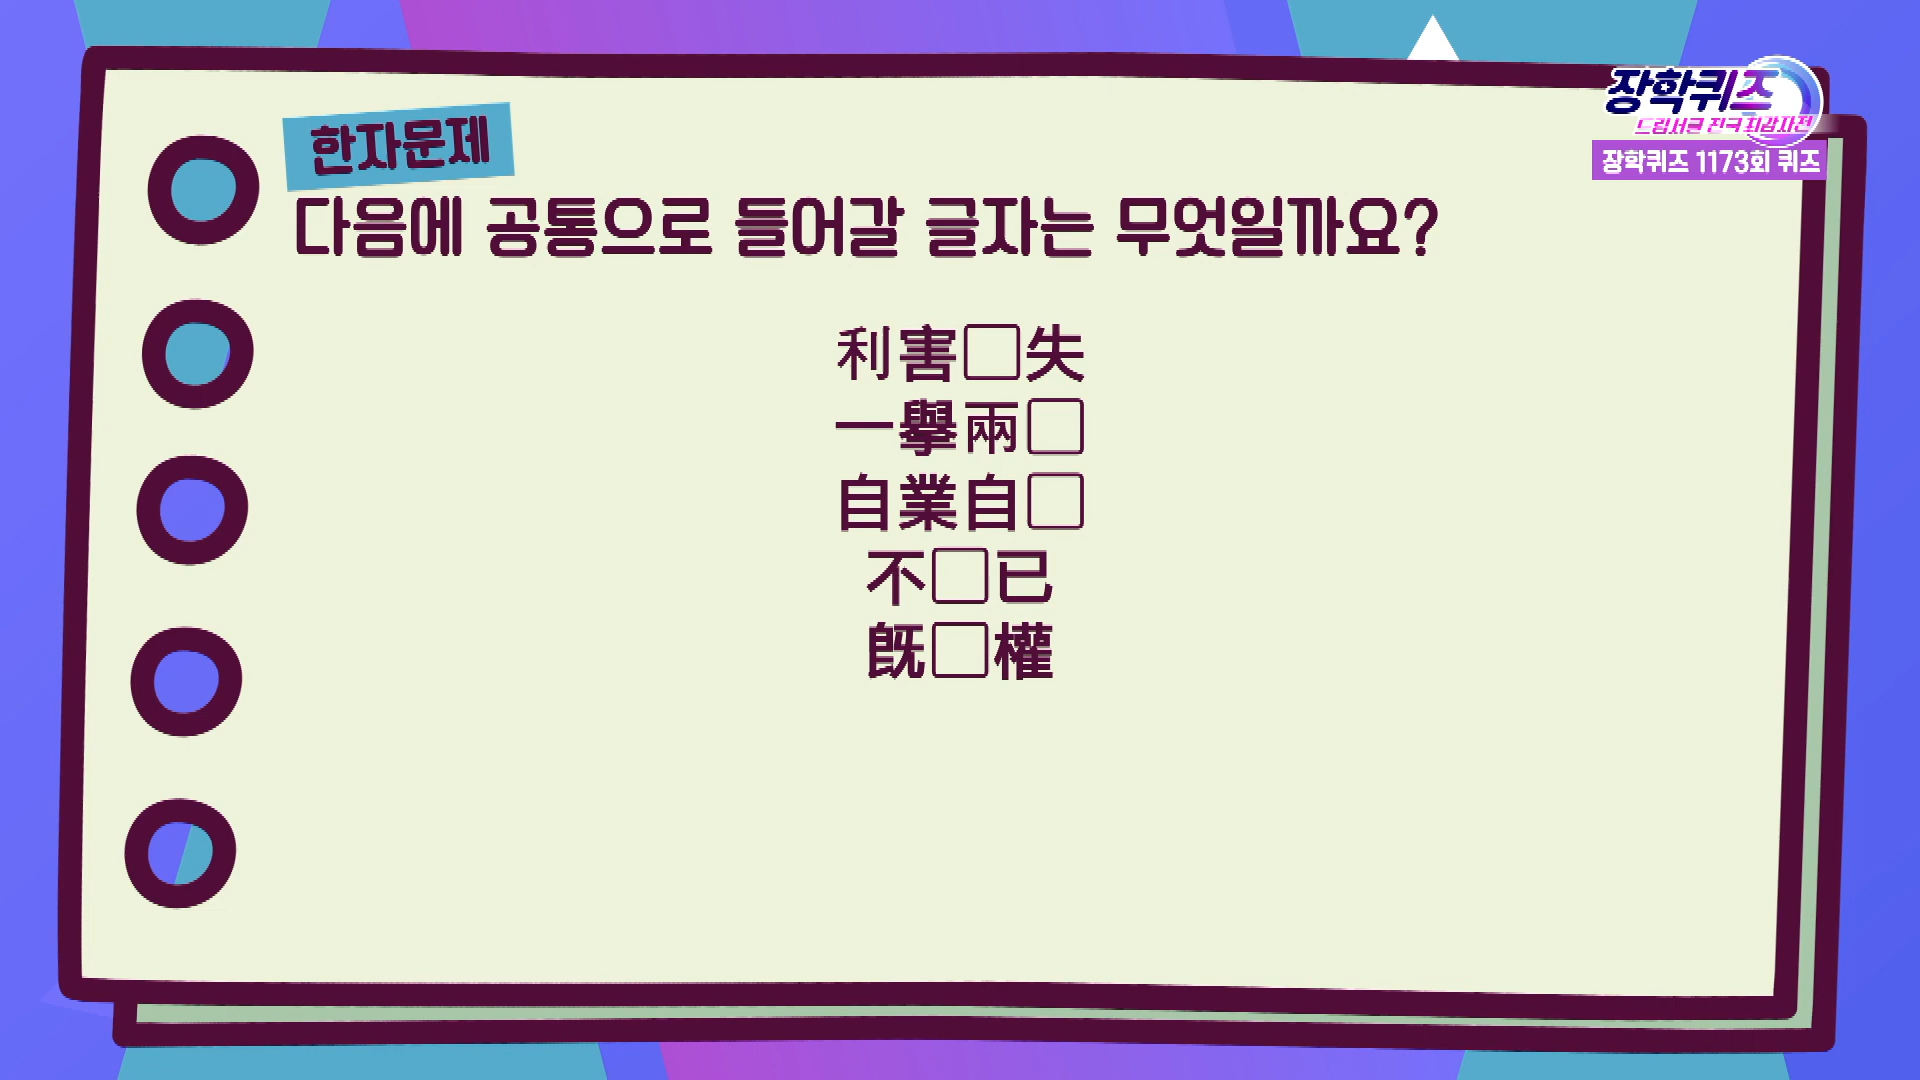 장학퀴즈
드림서클 전국 최강자전
장학퀴즈 1173회 퀴즈
한자문제
다음에 공통으로 들어갈 글자는 무엇일까요?
利害□失
一擧兩□
自業自□
不□已
旣□權